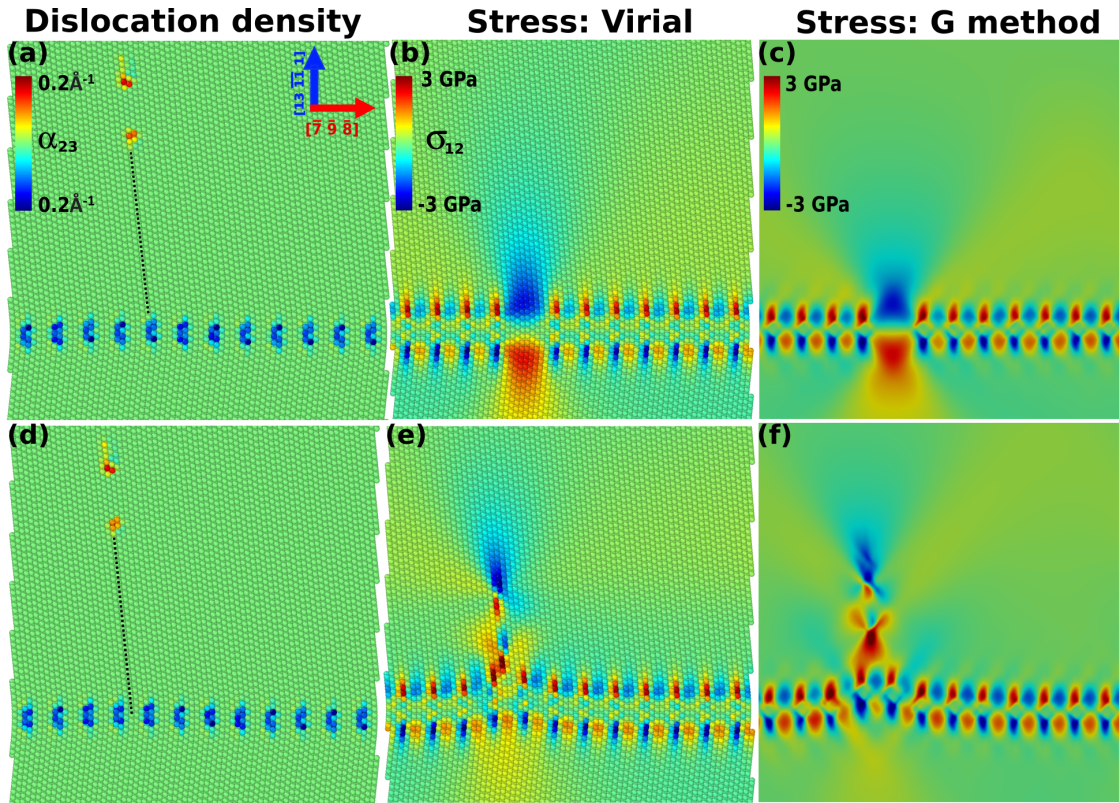 Dislocation density
Stress: Virial
Stress: G method
(a)
0.2Å⁻¹
α₂₃
0.2Å⁻¹
[13 1̅1̅ 1]
[7̅ 9̅ 8̅]
(b)
3 GPa
σ₁₂
-3 GPa
(c)
3 GPa
-3 GPa
(d)
(e)
(f)